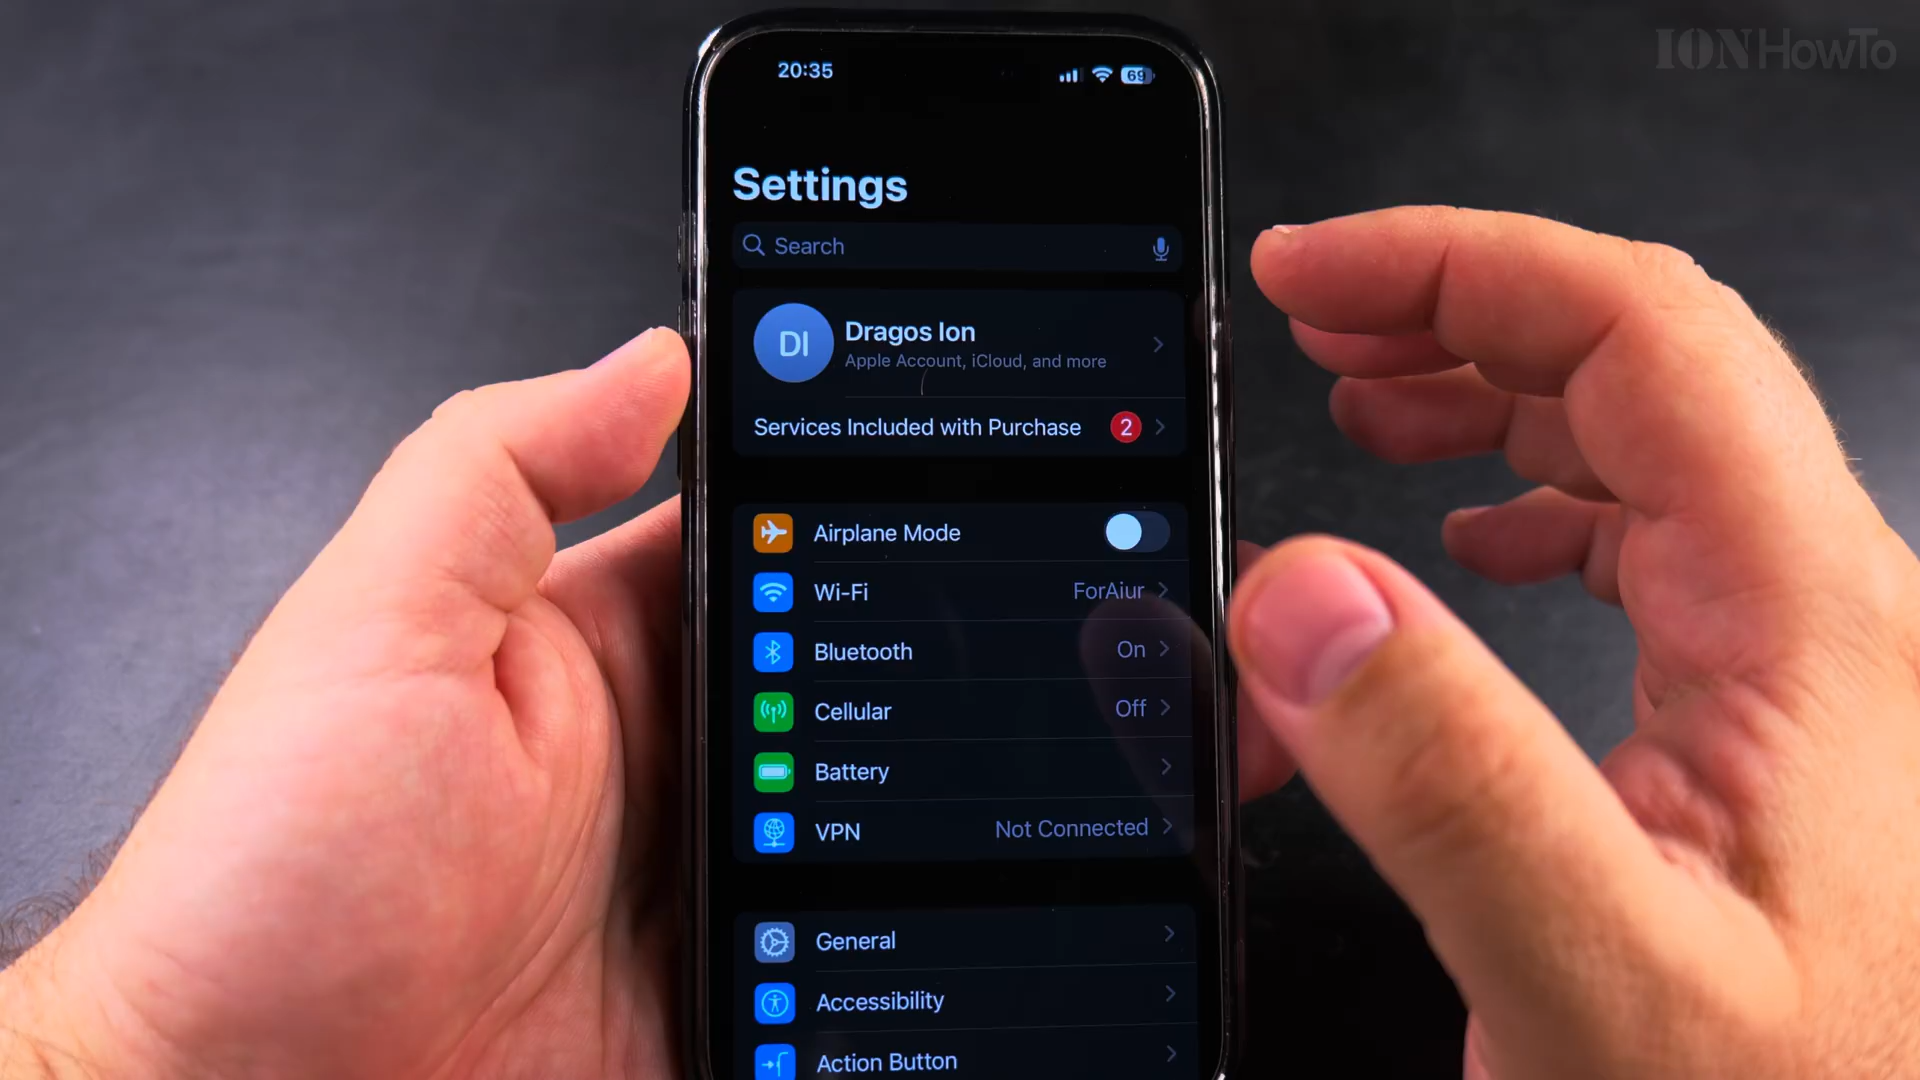 IONHowTo
20:35
69
Settings
Search
DI
Dragos Ion
Apple Account, iCloud, and more
Services Included with Purchase 2
Airplane Mode
Wi-Fi ForAiur
Bluetooth On
Cellular Off
Battery
VPN Not Connected
General
Accessibility
Action Button